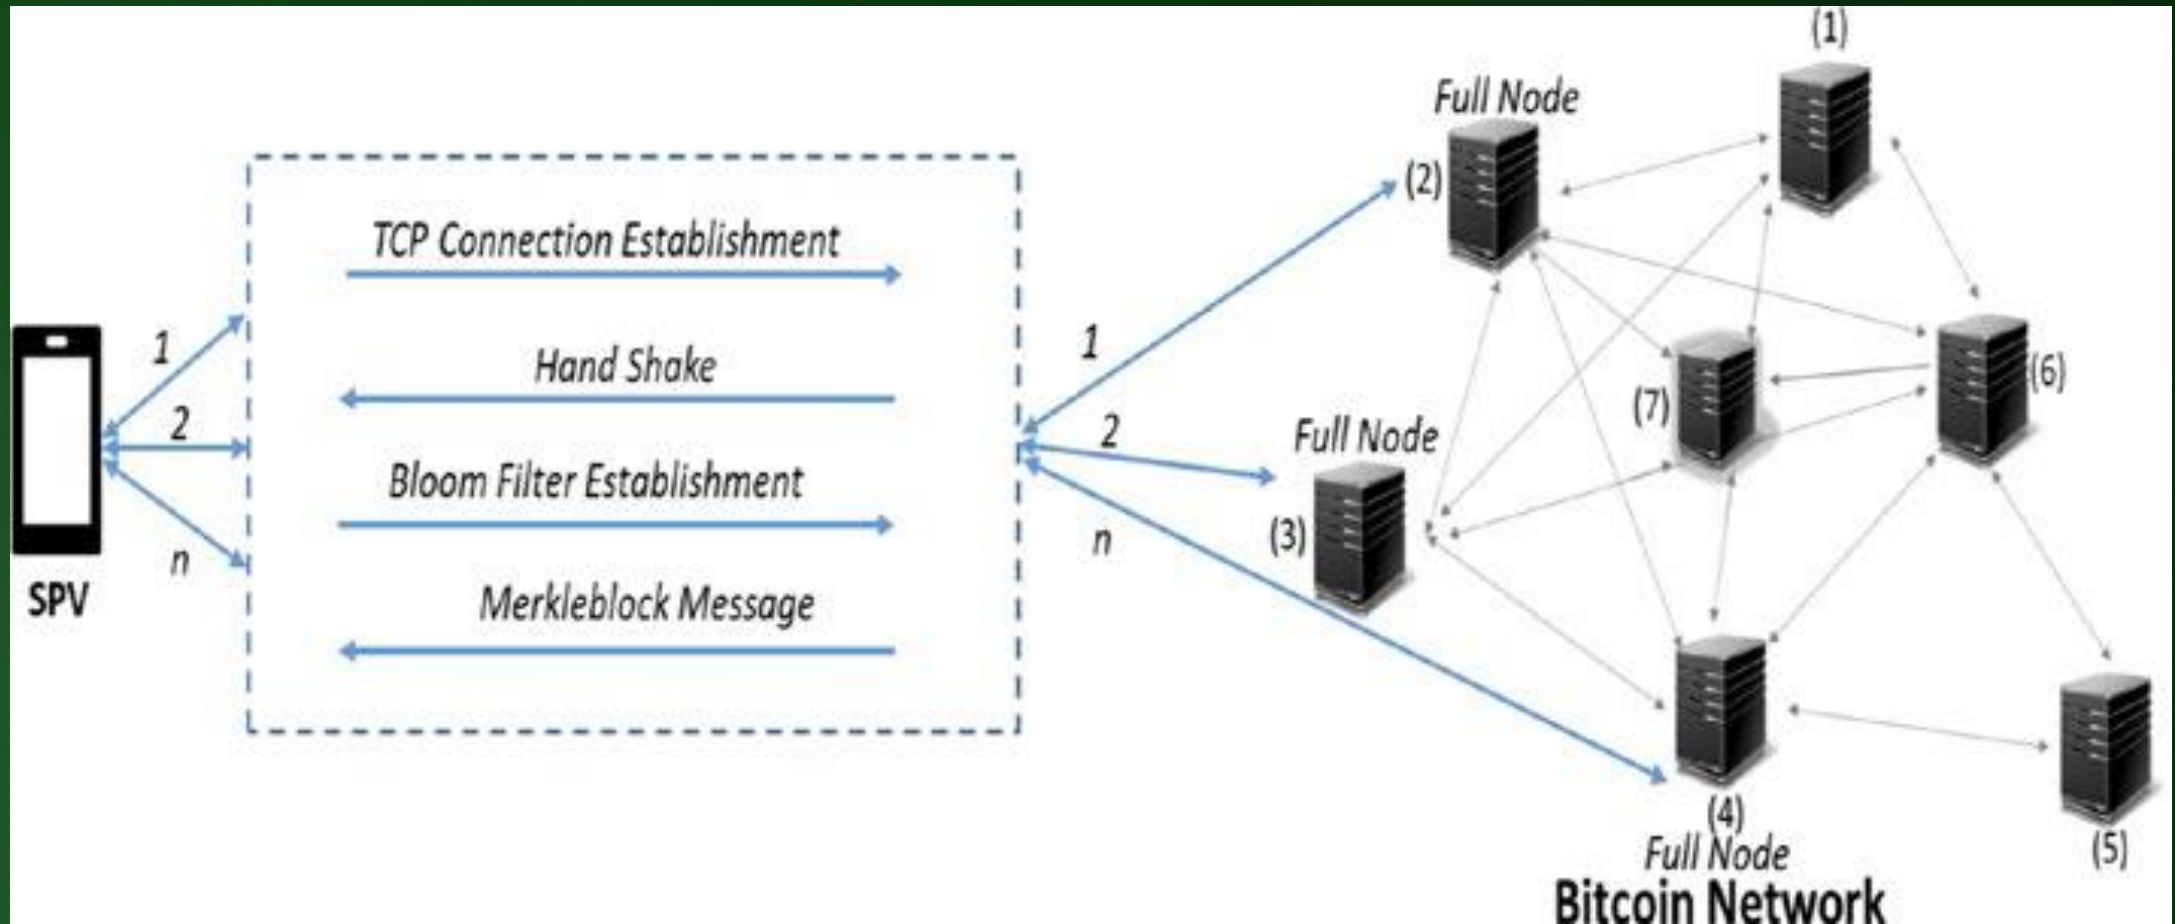 SPV
1
2
n
TCP Connection Establishment
Hand Shake
Bloom Filter Establishment
Merkleblock Message
1
2
n
(1)
Full Node
(2)
Full Node
(3)
(7)
(6)
(4)
Full Node
(5)
Bitcoin Network